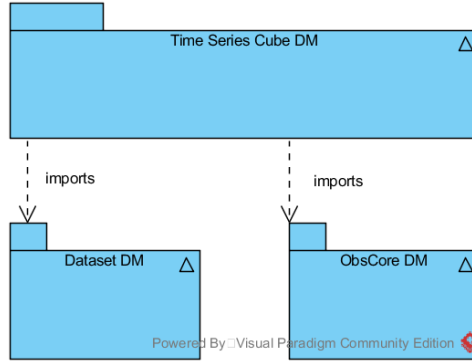 Time Series Cube DM
imports
imports
Dataset DM
ObsCore DM
Powered By Visual Paradigm Community Edition